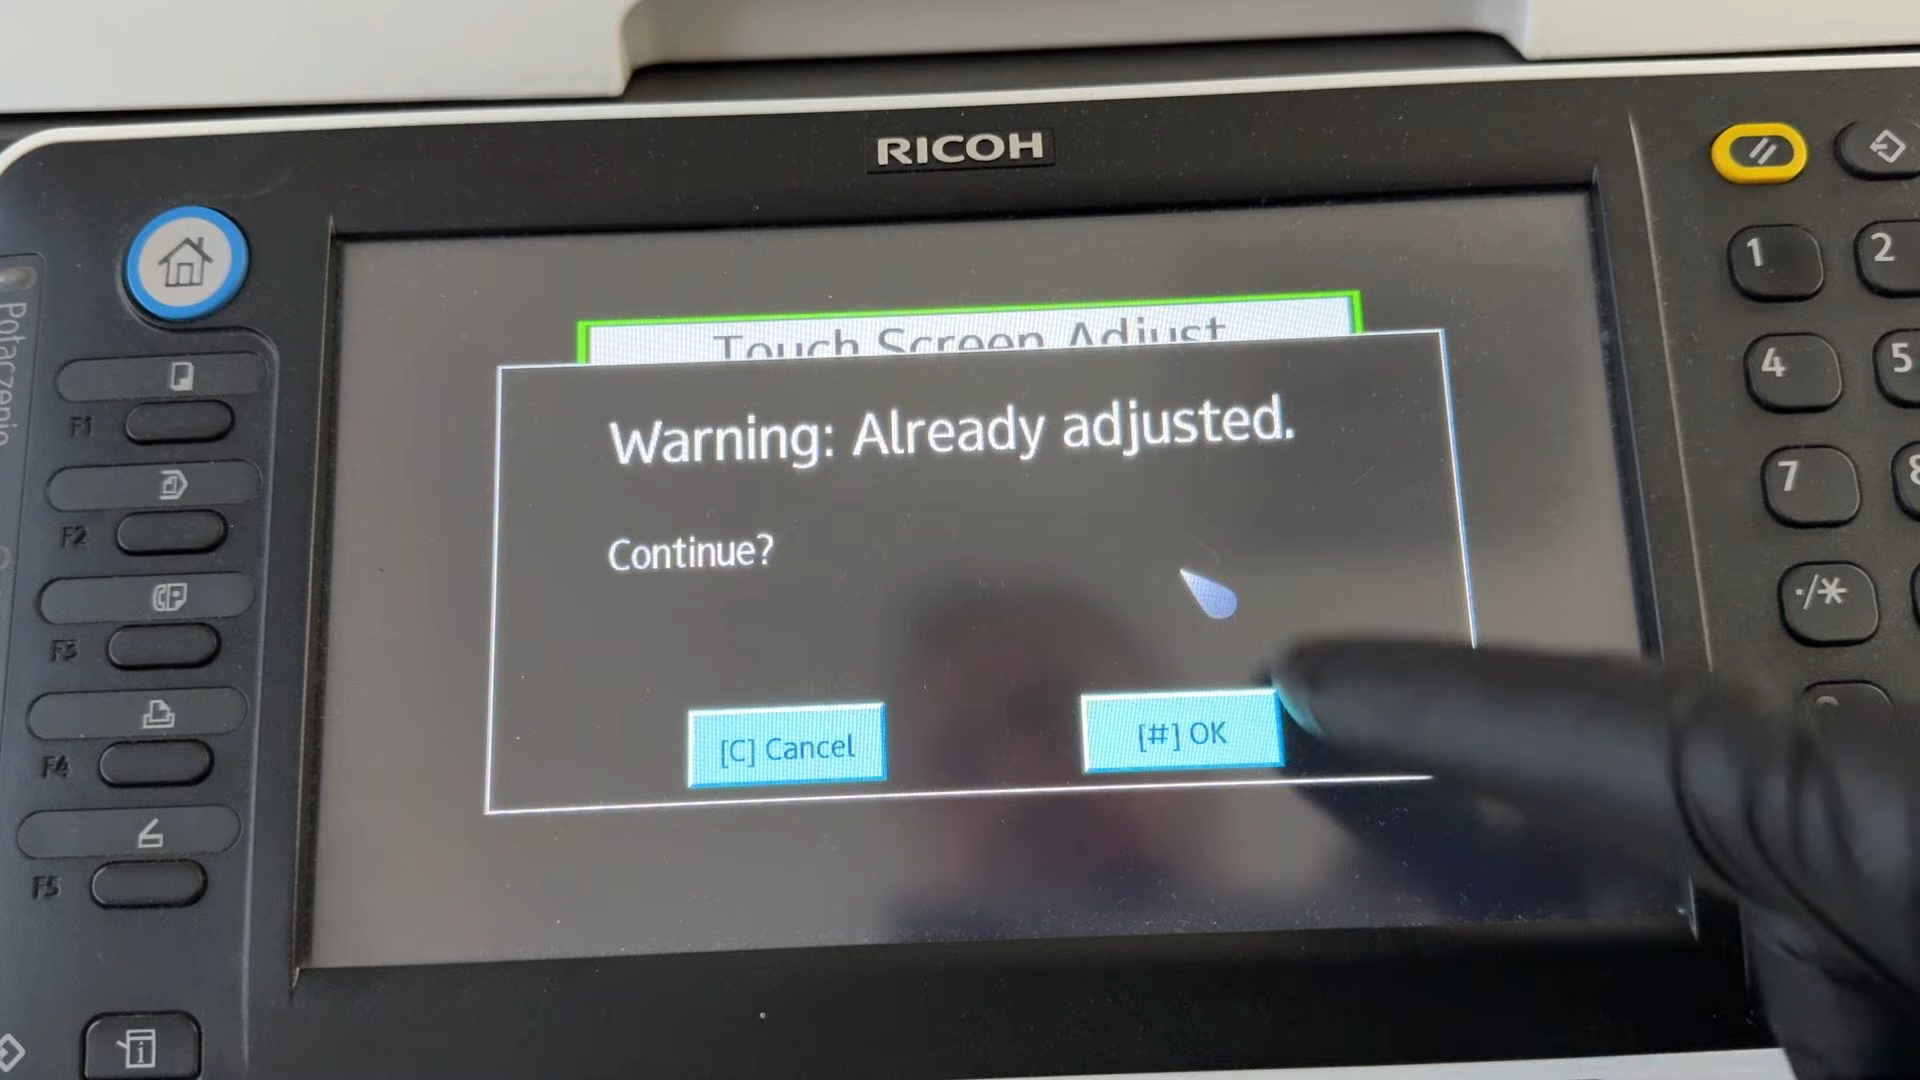 RICOH
Touch Screen Adjust
Warning: Already adjusted.
Continue?
[C] Cancel
[#] OK
F1
F2
F3
F4
F5
1
2
4
5
7
8
./*